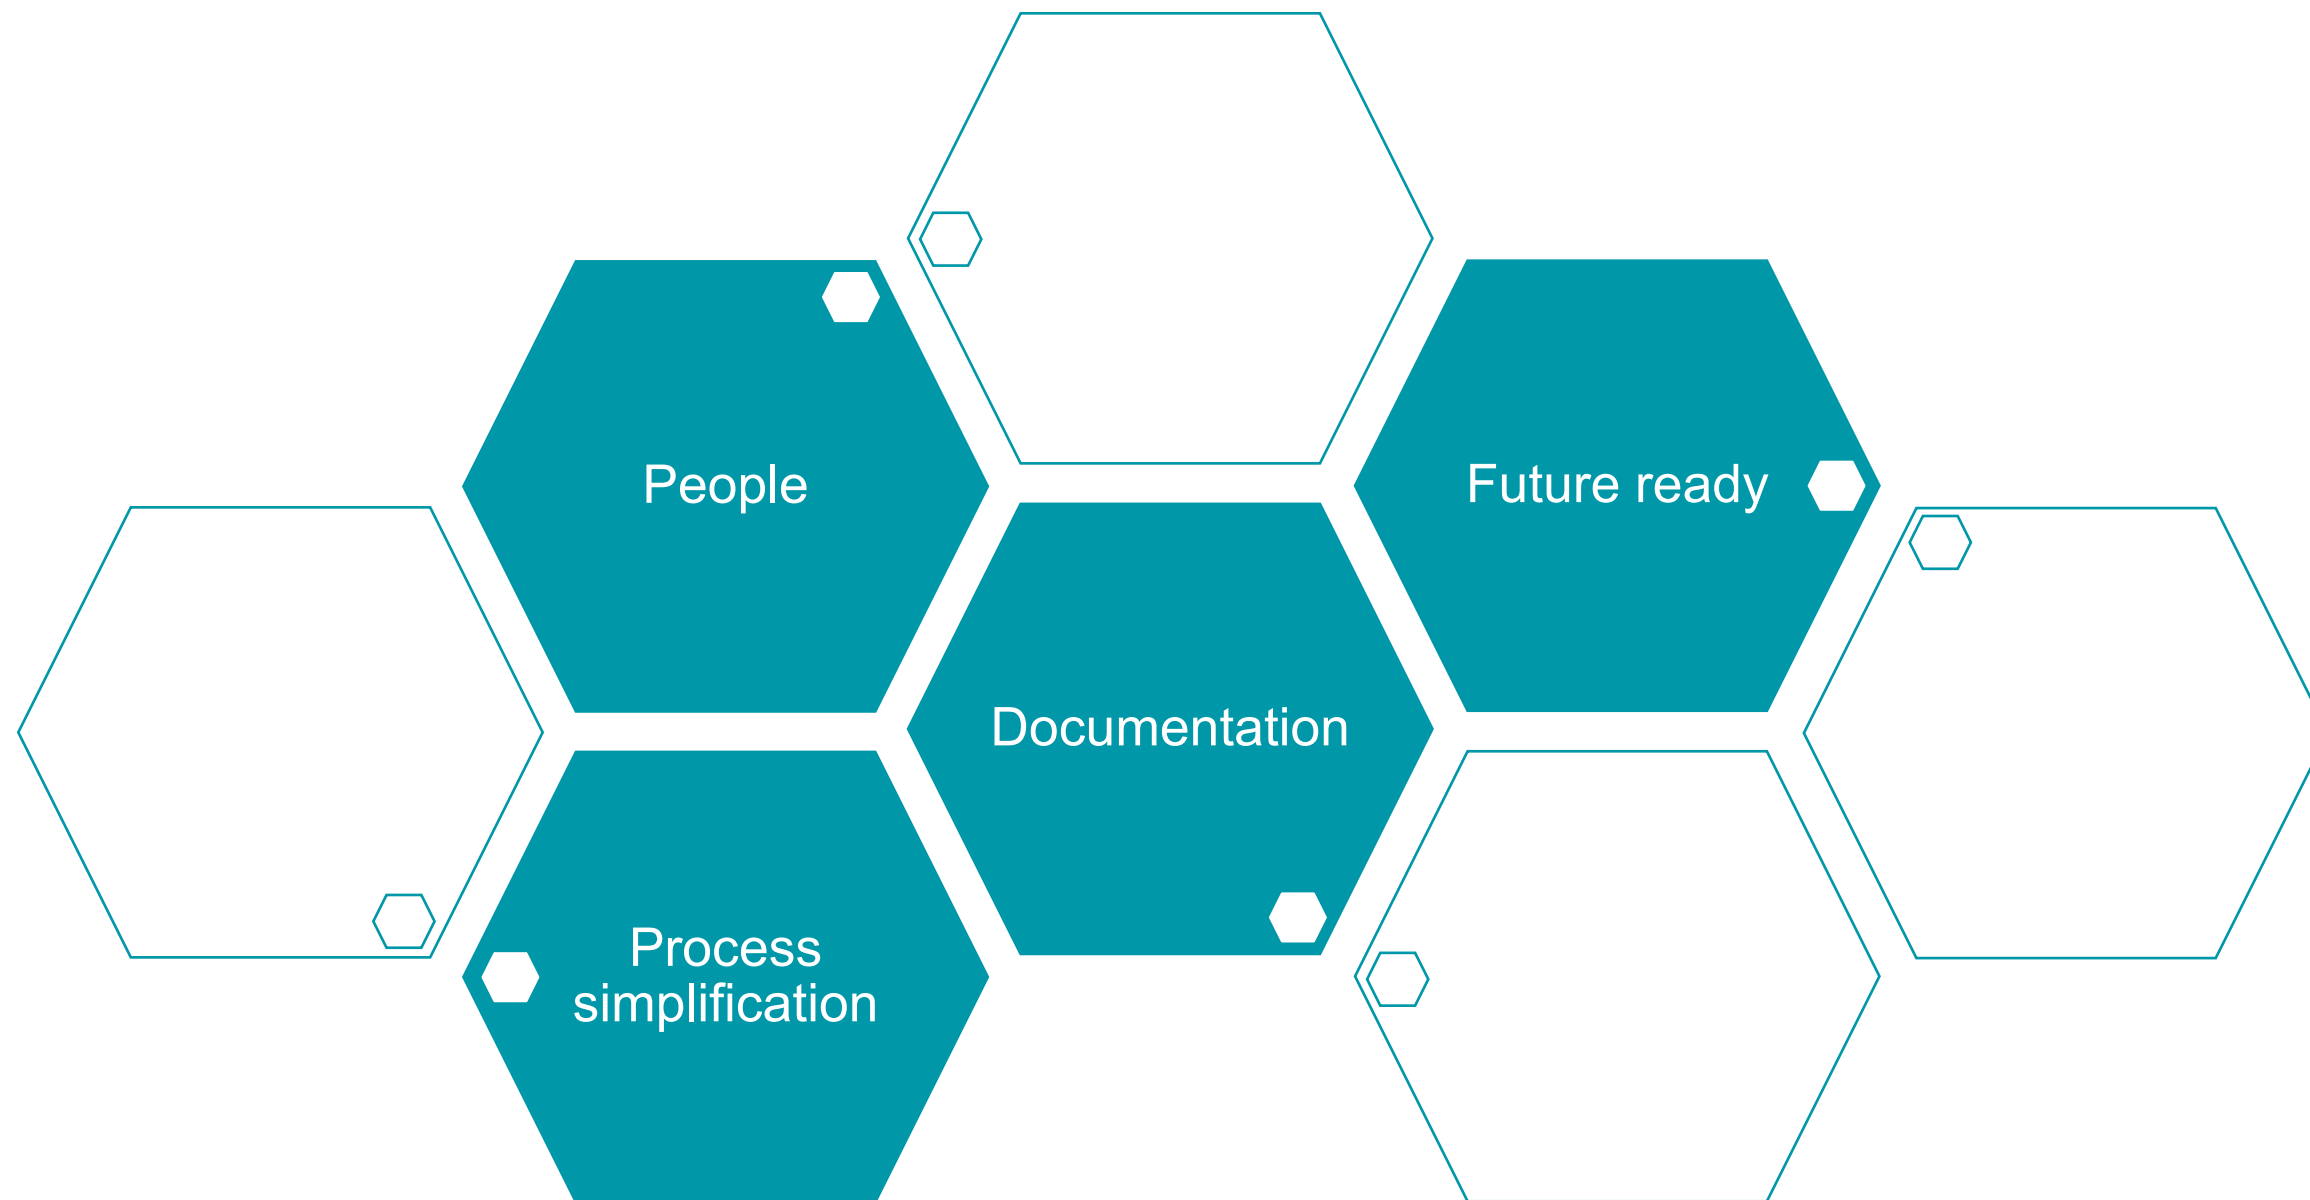 People
Future ready
Documentation
Process
simplification